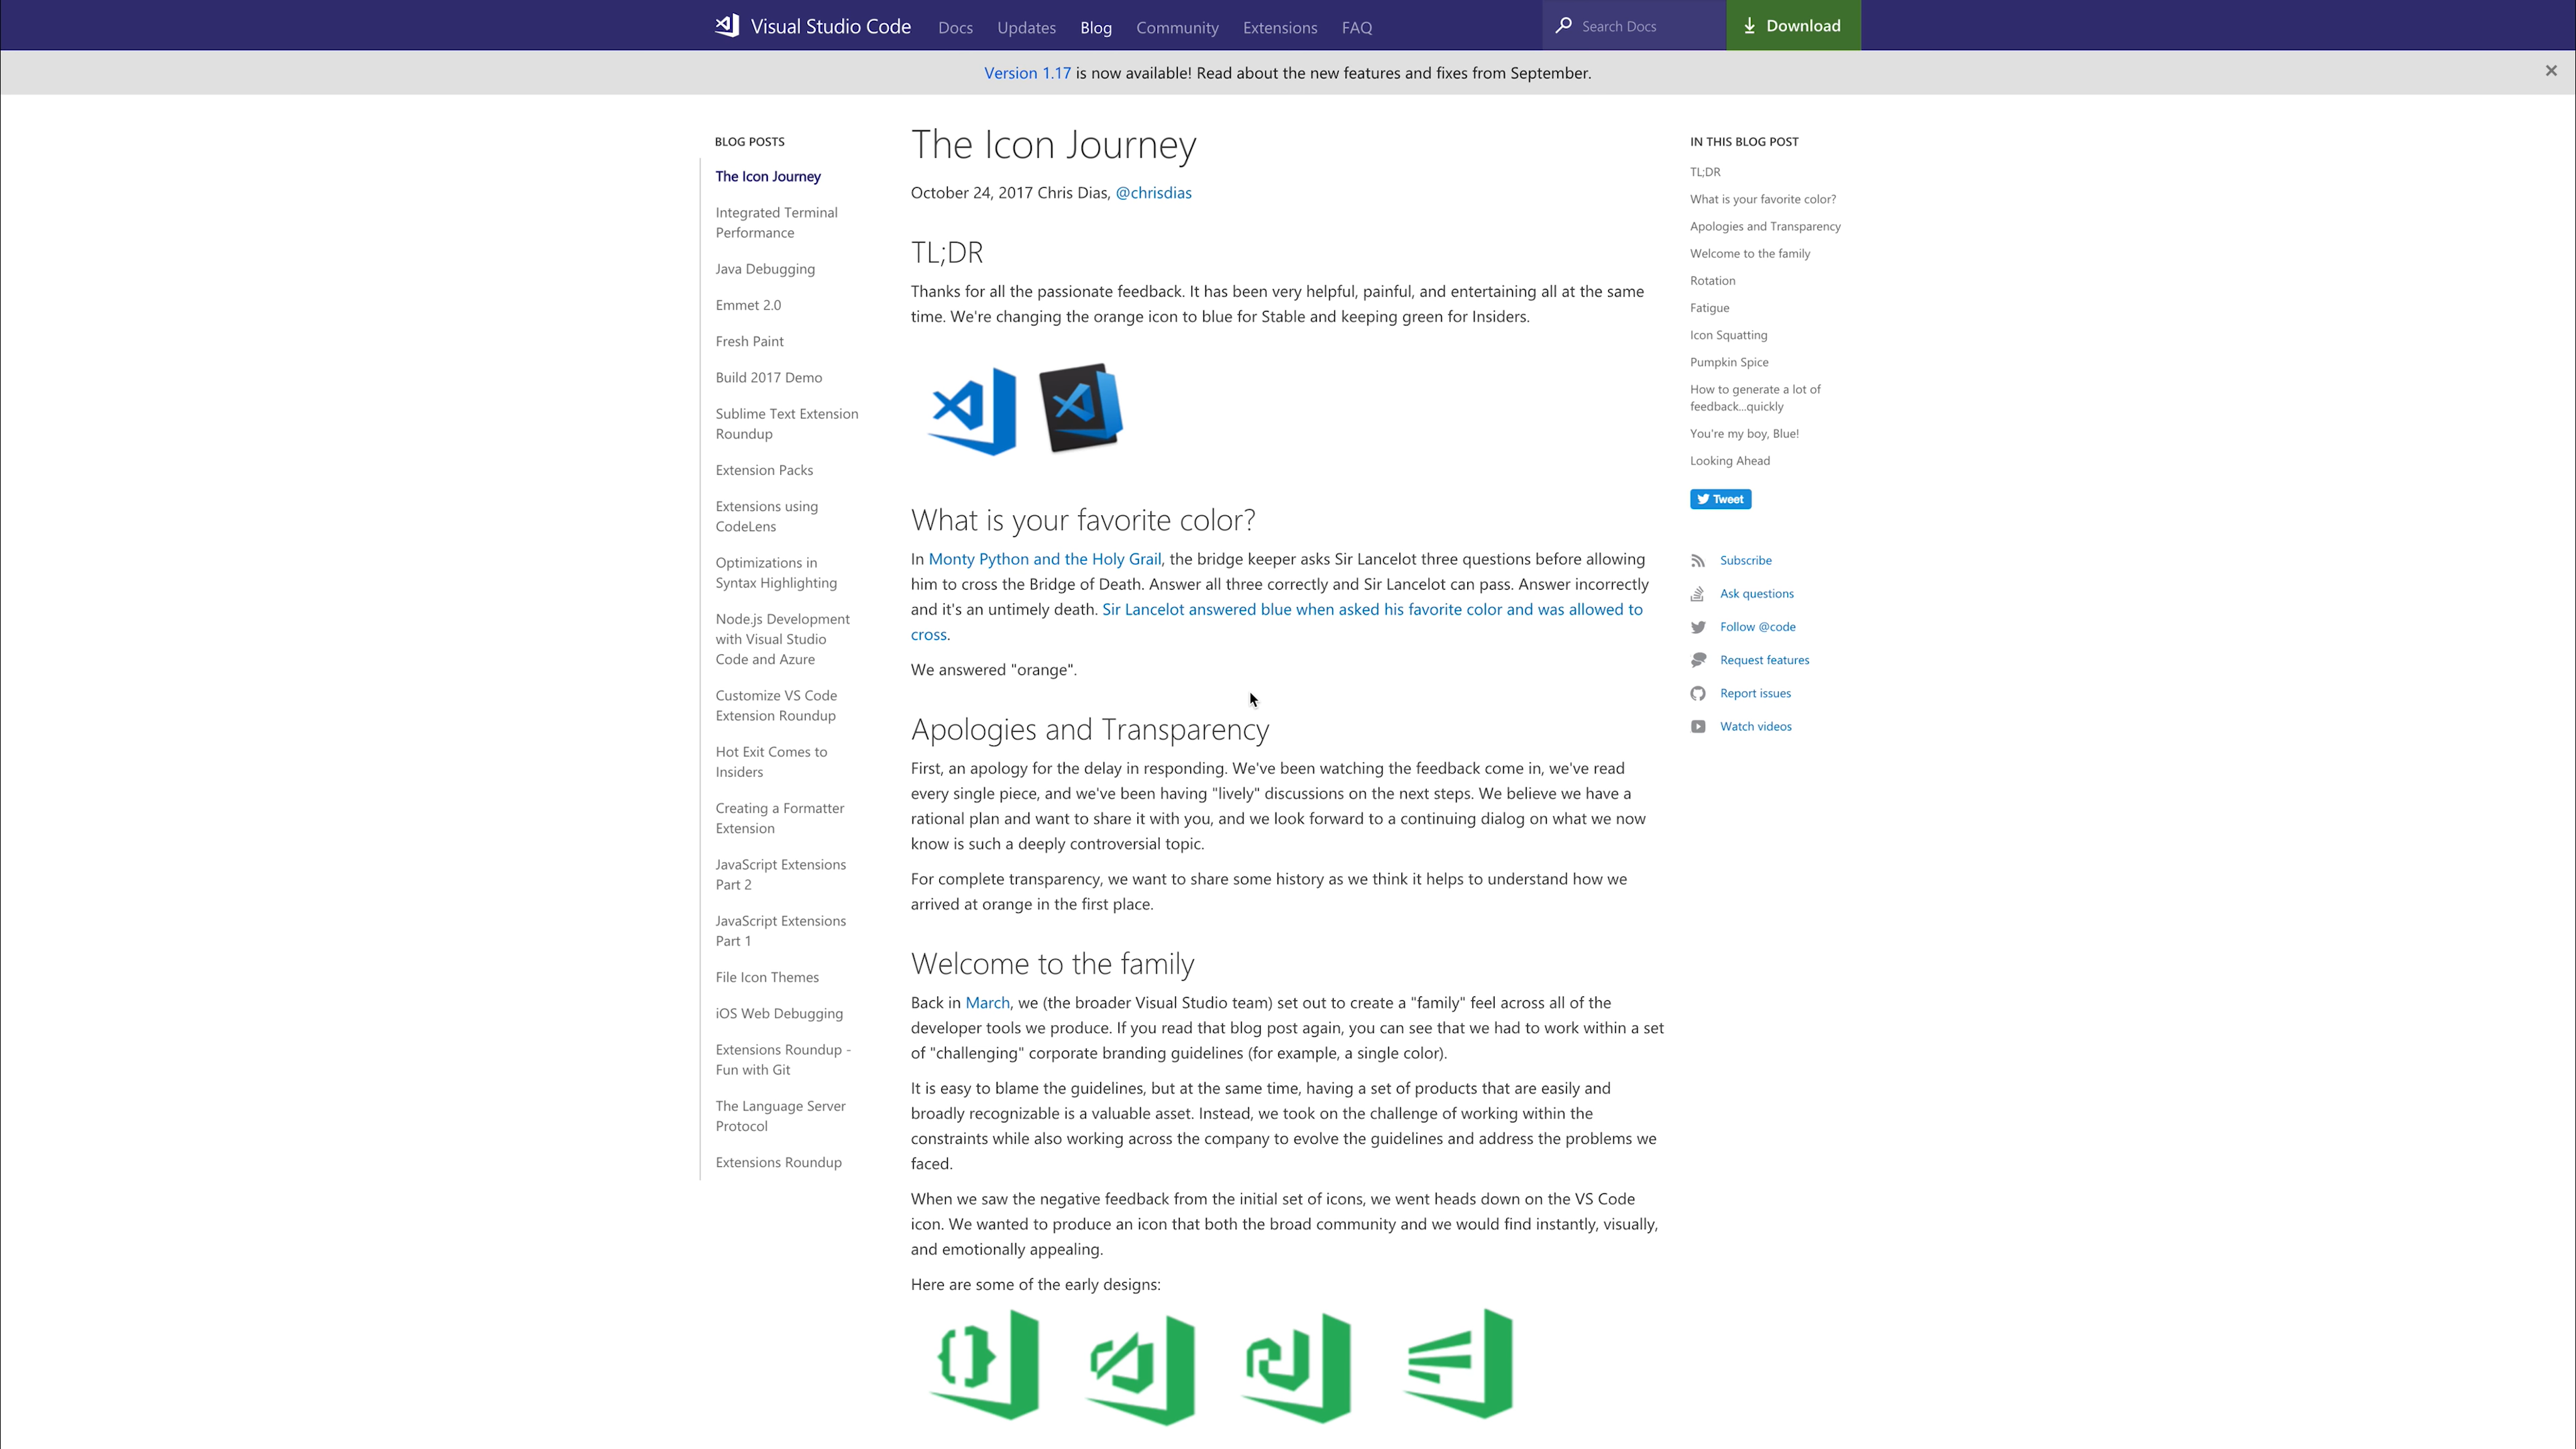 Visual Studio Code
Docs
Updates
Blog
Community
Extensions
FAQ
Search Docs
Download
Version 1.17 is now available! Read about the new features and fixes from September.
BLOG POSTS
The Icon Journey
Integrated Terminal
Performance
Java Debugging
Emmet 2.0
Fresh Paint
Build 2017 Demo
Sublime Text Extension
Roundup
Extension Packs
Extensions using
CodeLens
Optimizations in
Syntax Highlighting
Node.js Development
with Visual Studio
Code and Azure
Customize VS Code
Extension Roundup
Hot Exit Comes to
Insiders
Creating a Formatter
Extension
JavaScript Extensions
Part 2
JavaScript Extensions
Part 1
File Icon Themes
iOS Web Debugging
Extensions Roundup -
Fun with Git
The Language Server
Protocol
Extensions Roundup
The Icon Journey
October 24, 2017 Chris Dias, @chrisdias
TL;DR
Thanks for all the passionate feedback. It has been very helpful, painful, and entertaining all at the same
time. We're changing the orange icon to blue for Stable and keeping green for Insiders.
What is your favorite color?
In Monty Python and the Holy Grail, the bridge keeper asks Sir Lancelot three questions before allowing
him to cross the Bridge of Death. Answer all three correctly and Sir Lancelot can pass. Answer incorrectly
and it's an untimely death. Sir Lancelot answered blue when asked his favorite color and was allowed to
cross.
We answered "orange".
Apologies and Transparency
First, an apology for the delay in responding. We've been watching the feedback come in, we've read
every single piece, and we've been having "lively" discussions on the next steps. We believe we have a
rational plan and want to share it with you, and we look forward to a continuing dialog on what we now
know is such a deeply controversial topic.
For complete transparency, we want to share some history as we think it helps to understand how we
arrived at orange in the first place.
Welcome to the family
Back in March, we (the broader Visual Studio team) set out to create a "family" feel across all of the
developer tools we produce. If you read that blog post again, you can see that we had to work within a set
of "challenging" corporate branding guidelines (for example, a single color).
It is easy to blame the guidelines, but at the same time, having a set of products that are easily and
broadly recognizable is a valuable asset. Instead, we took on the challenge of working within the
constraints while also working across the company to evolve the guidelines and address the problems we
faced.
When we saw the negative feedback from the initial set of icons, we went heads down on the VS Code
icon. We wanted to produce an icon that both the broad community and we would find instantly, visually,
and emotionally appealing.
Here are some of the early designs:
IN THIS BLOG POST
TL;DR
What is your favorite color?
Apologies and Transparency
Welcome to the family
Rotation
Fatigue
Icon Squatting
Pumpkin Spice
How to generate a lot of
feedback...quickly
You're my boy, Blue!
Looking Ahead
Tweet
Subscribe
Ask questions
Follow @code
Request features
Report issues
Watch videos